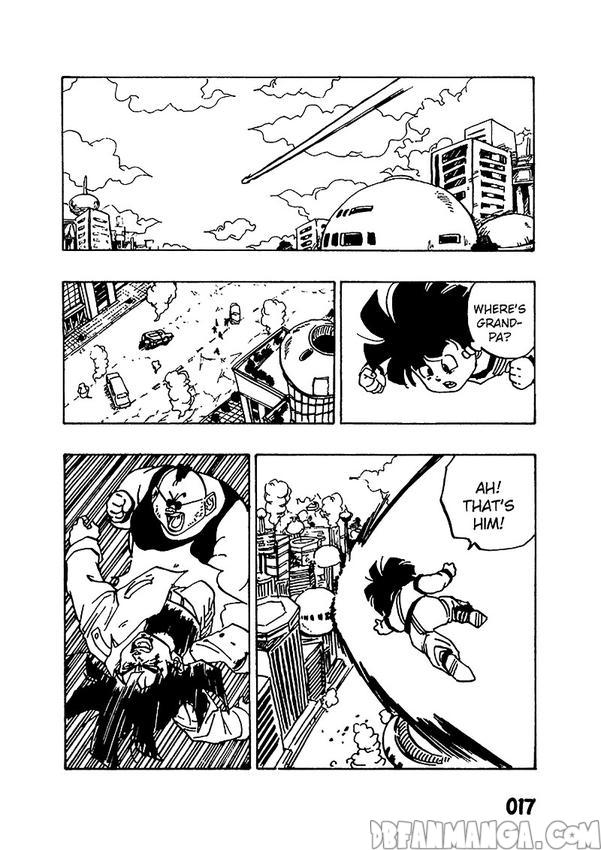 WHERE'S
GRAND-
PA?
AH!
THAT'S
HIM!
017
DBFANMANGA.COM